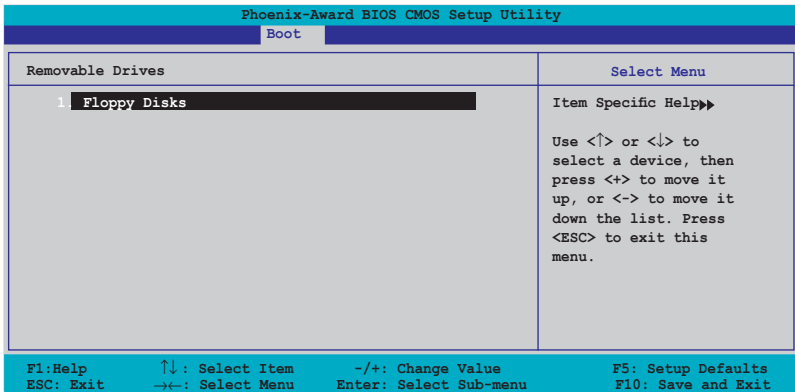 Phoenix-Award BIOS CMOS Setup Utility
Boot
Removable Drives
Select Menu
1. Floppy Disks
Item Specific Help▶▶
Use <↑> or <↓> to
select a device, then
press <+> to move it
up, or <-> to move it
down the list. Press
<ESC> to exit this
menu.
F1:Help ↑↓ : Select Item -/+: Change Value F5: Setup Defaults
ESC: Exit →←: Select Menu Enter: Select Sub-menu F10: Save and Exit